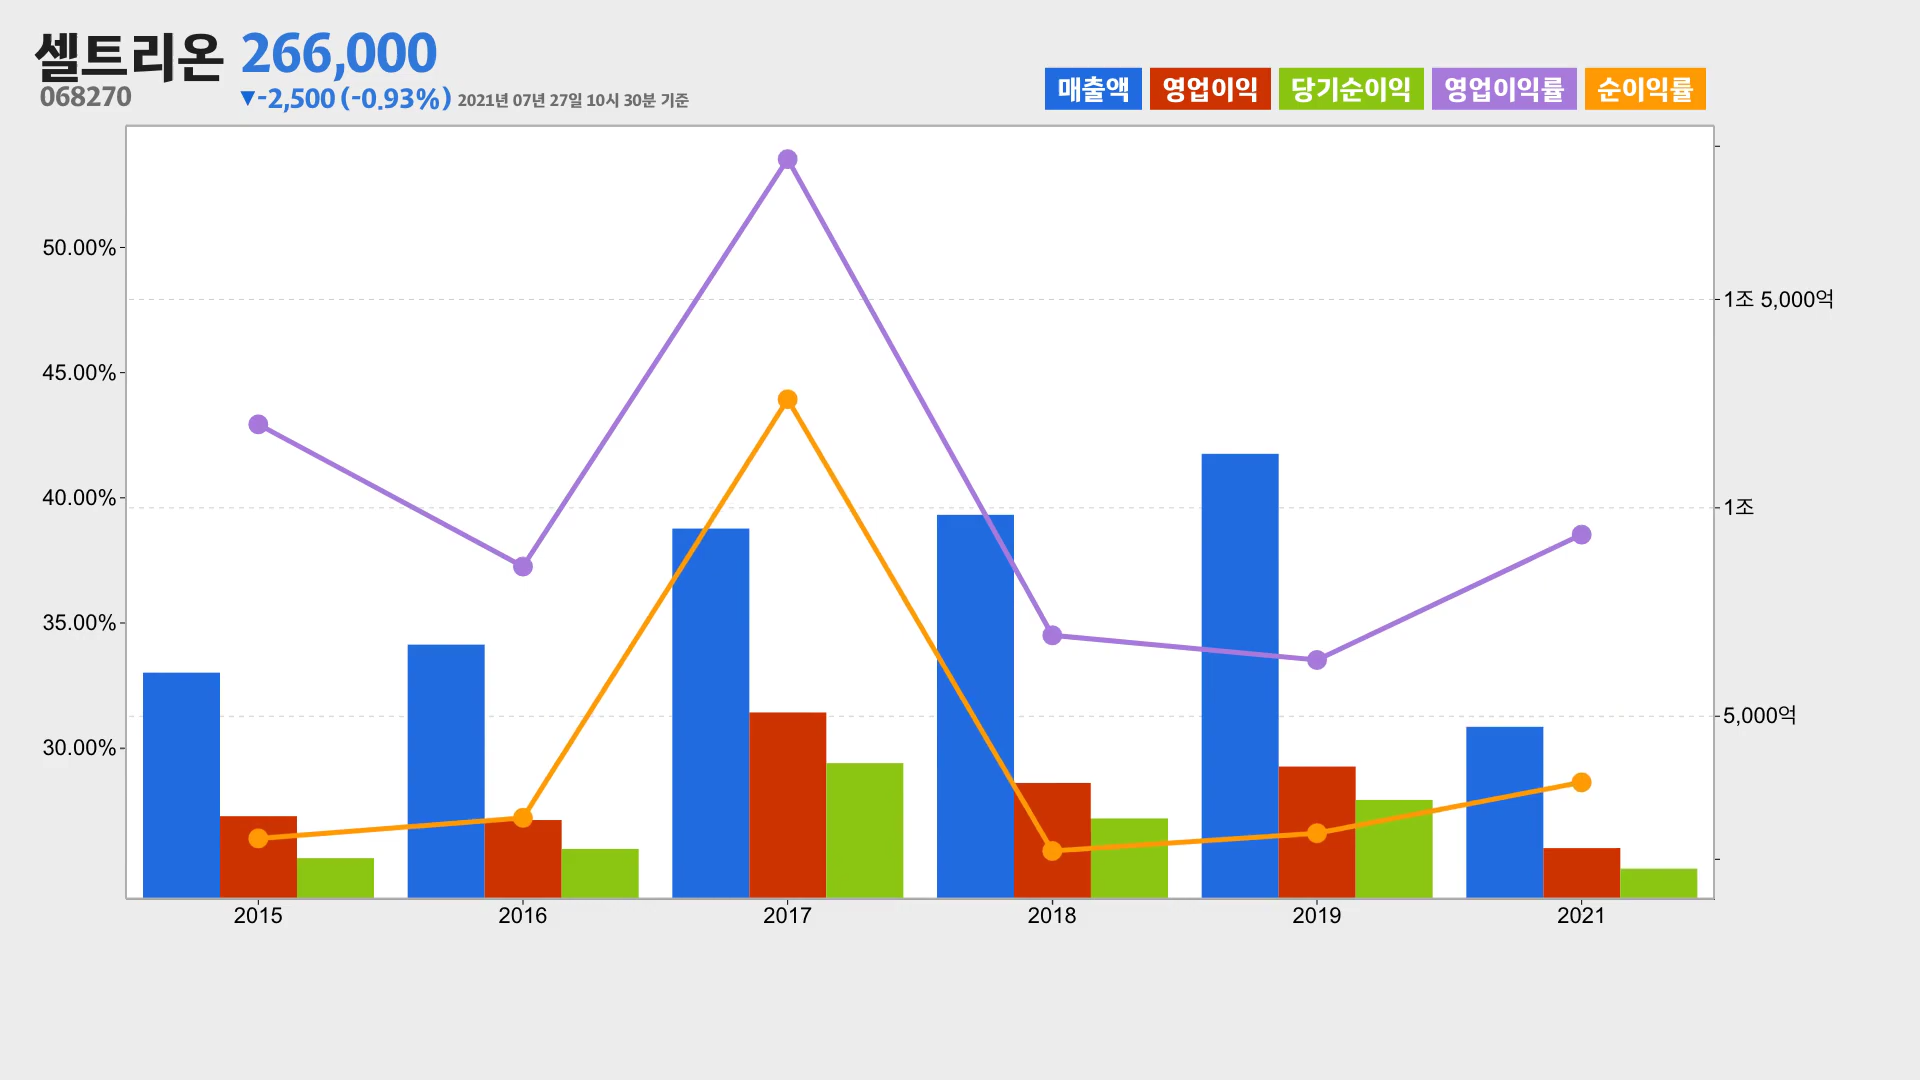 셀트리온 266,000
068270 ▼-2,500 (-0.93%) 2021년 07년 27일 10시 30분 기준
매출액 영업이익 당기순이익 영업이익률 순이익률
50.00%
45.00%
40.00%
35.00%
30.00%
1조 5,000억
1조
5,000억
2015 2016 2017 2018 2019 2021